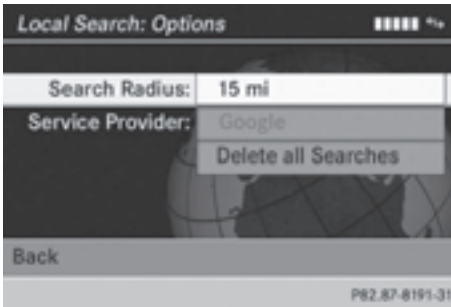 Local Search: Options
Search Radius: 15 mi
Service Provider: Google
Delete all Searches
Back
P82.87-8191-31